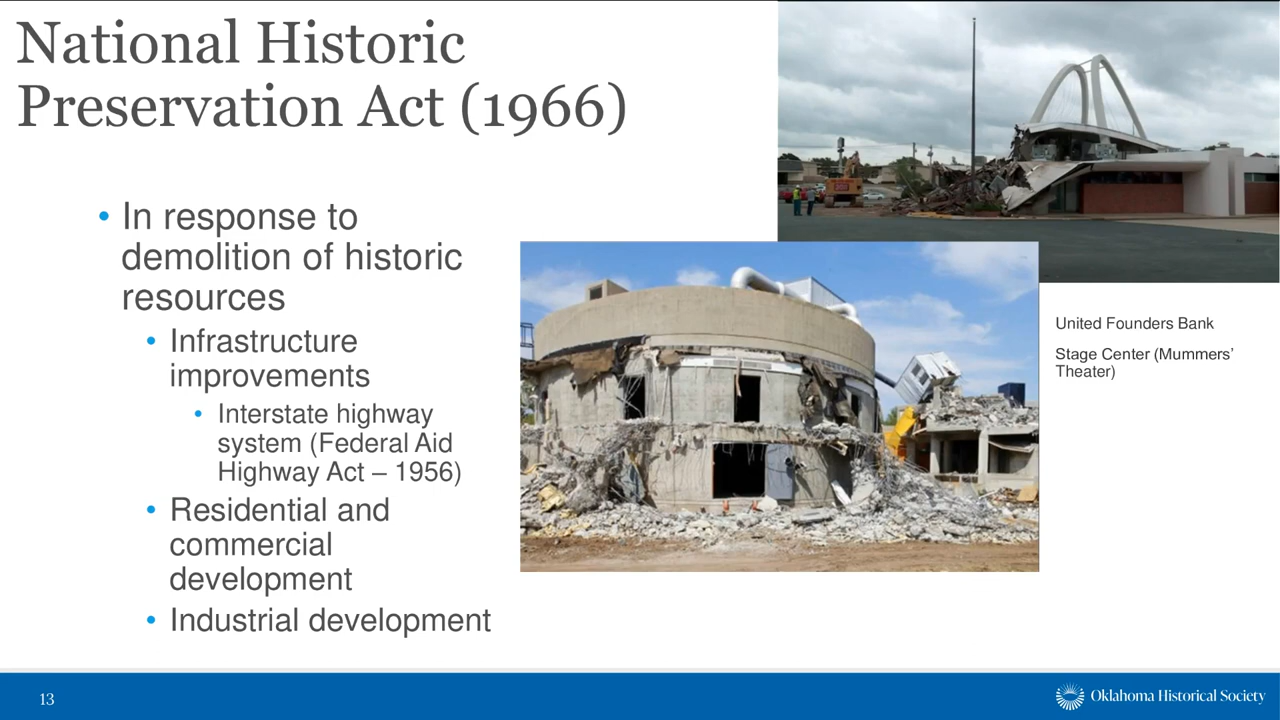 National Historic
Preservation Act (1966)
• In response to
demolition of historic
resources
• Infrastructure
improvements
• Interstate highway
system (Federal Aid
Highway Act – 1956)
• Residential and
commercial
development
• Industrial development
United Founders Bank
Stage Center (Mummers’
Theater)
13
Oklahoma Historical Society